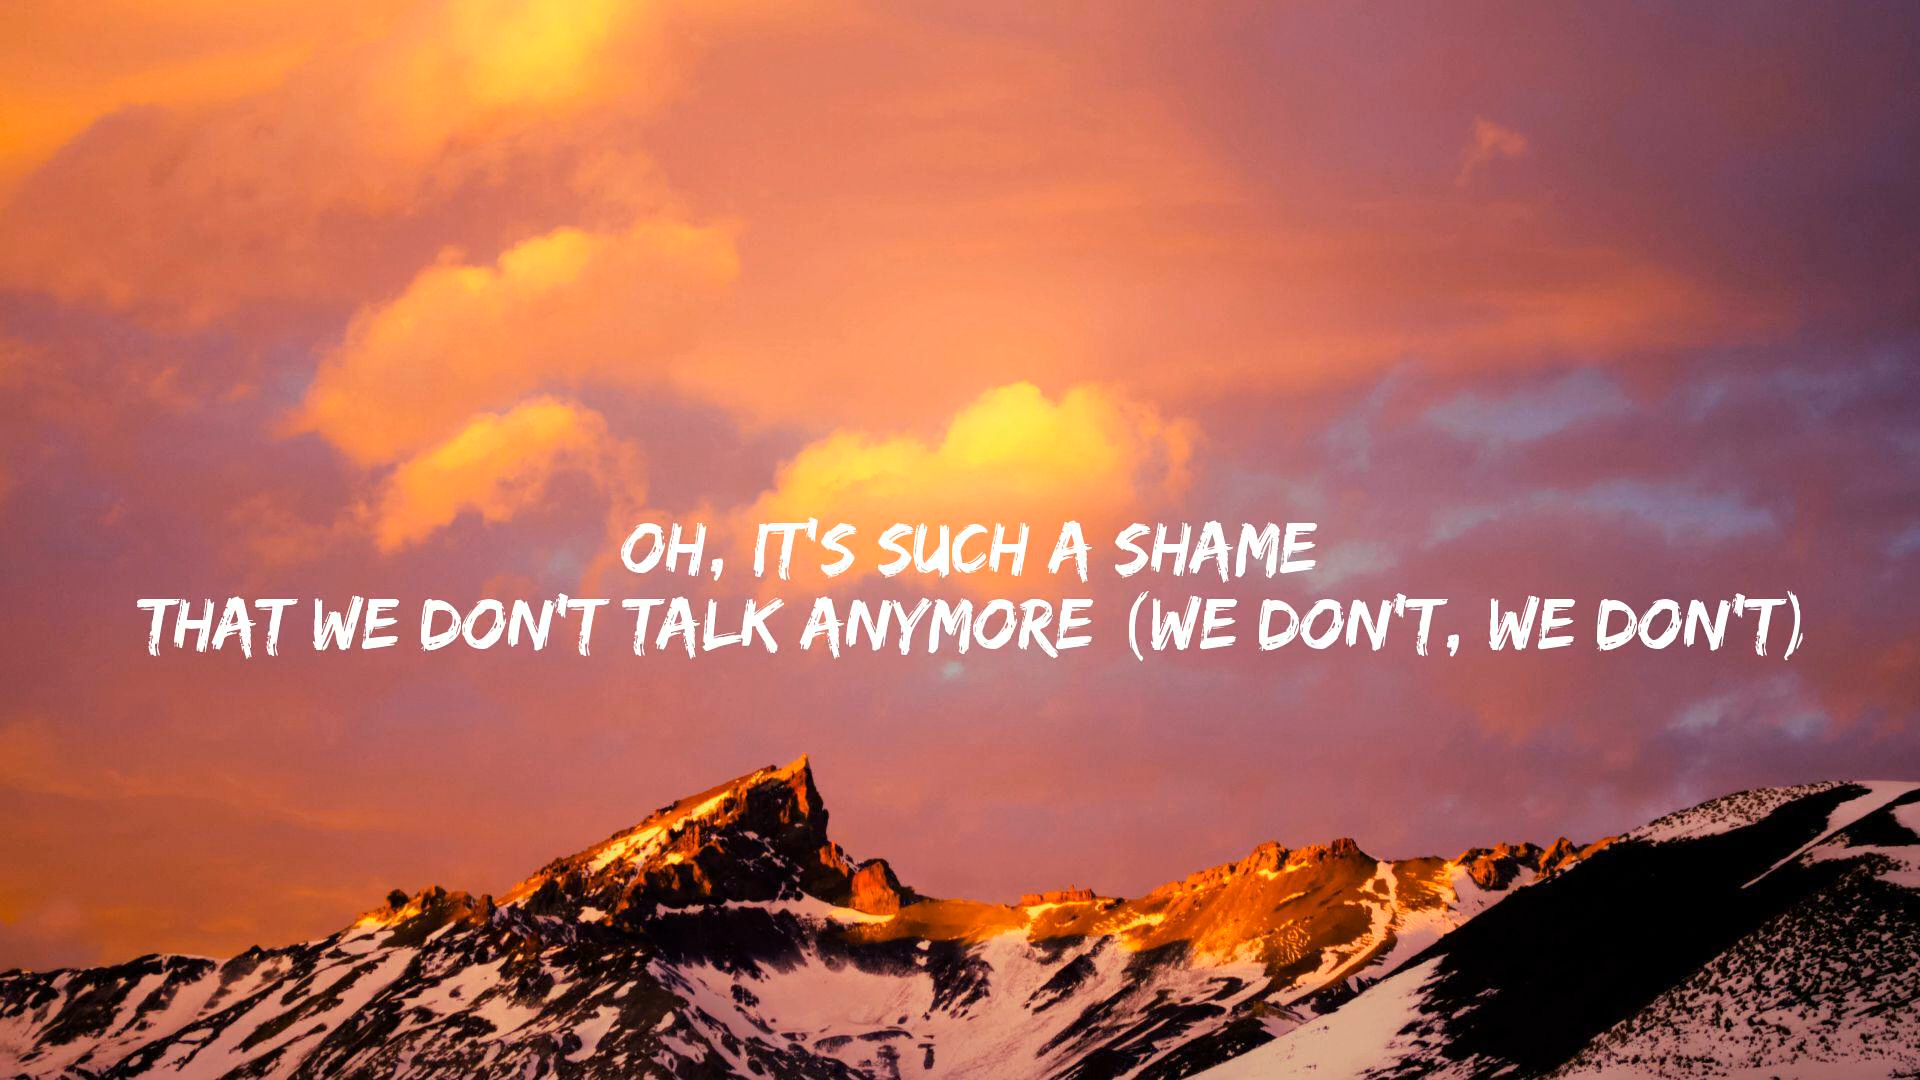 OH, IT'S SUCH A SHAME
THAT WE DON'T TALK ANYMORE (WE DON'T, WE DON'T)